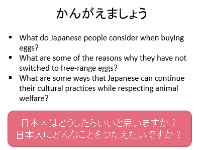 かんがえましょう
▪ What do Japanese people consider when buying
eggs?
▪ What are some of the reasons why they have not
switched to free-range eggs?
▪ What are some ways that Japanese can continue
their cultural practices while respecting animal
welfare?
日本人はどうしたらいいと思いますか？
日本人にどんなことをつたえたいですか？